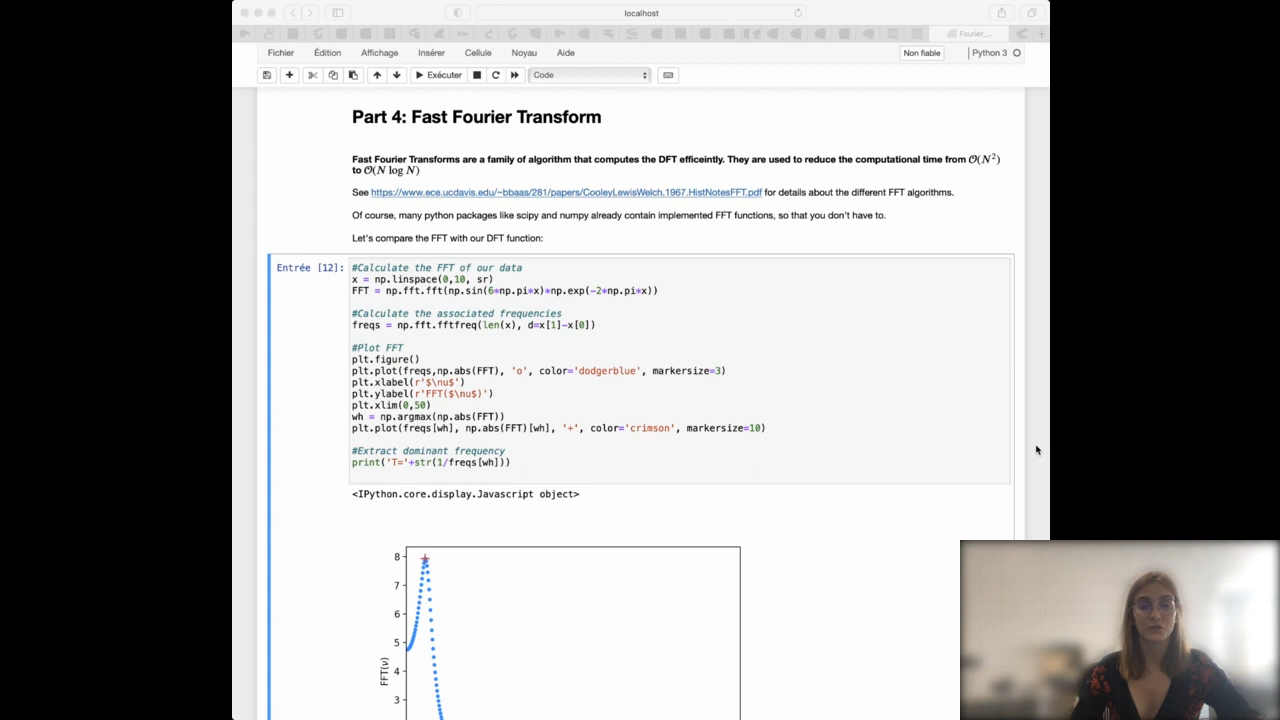 localhost
Fourier_...
Fichier Édition Affichage Insérer Cellule Noyau Aide Non fiable Python 3
Exécuter Code
Part 4: Fast Fourier Transform
Fast Fourier Transforms are a family of algorithm that computes the DFT efficeintly. They are used to reduce the computational time from 𝒪(N²)
to 𝒪(N log N)
See https://www.ece.ucdavis.edu/~bbaas/281/papers/CooleyLewisWelch.1967.HistNotesFFT.pdf for details about the different FFT algorithms.
Of course, many python packages like scipy and numpy already contain implemented FFT functions, so that you don't have to.
Let's compare the FFT with our DFT function:
Entrée [12]: #Calculate the FFT of our data
x = np.linspace(0,10, sr)
FFT = np.fft.fft(np.sin(6*np.pi*x)*np.exp(-2*np.pi*x))
#Calculate the associated frequencies
freqs = np.fft.fftfreq(len(x), d=x[1]-x[0])
#Plot FFT
plt.figure()
plt.plot(freqs,np.abs(FFT), 'o', color='dodgerblue', markersize=3)
plt.xlabel(r'$\nu$')
plt.ylabel(r'FFT($\nu$)')
plt.xlim(0,50)
wh = np.argmax(np.abs(FFT))
plt.plot(freqs[wh], np.abs(FFT)[wh], '+', color='crimson', markersize=10)
#Extract dominant frequency
print('T='+str(1/freqs[wh]))
<IPython.core.display.Javascript object>
8
7
6
5
4
3
FFT(ν)